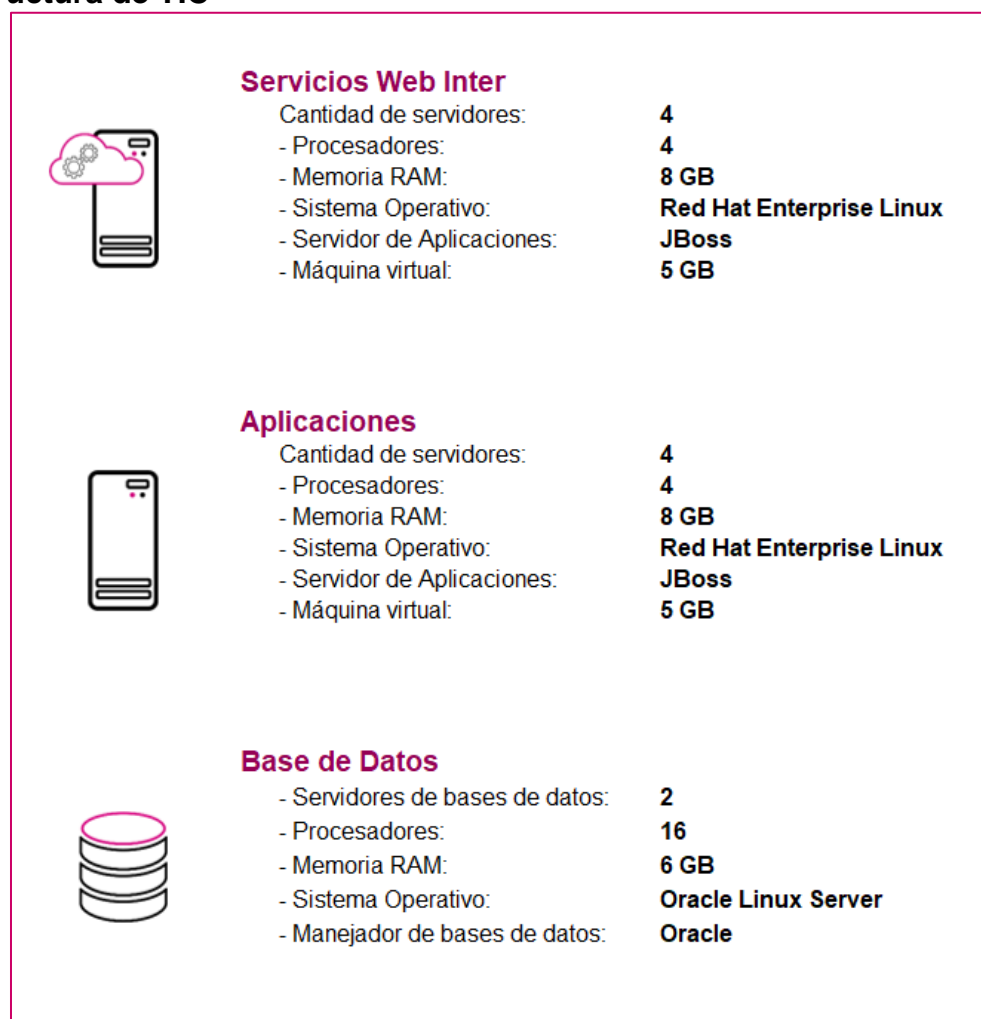 Servicios Web Inter
Cantidad de servidores: 4
- Procesadores: 4
- Memoria RAM: 8 GB
- Sistema Operativo: Red Hat Enterprise Linux
- Servidor de Aplicaciones: JBoss
- Máquina virtual: 5 GB
Aplicaciones
Cantidad de servidores: 4
- Procesadores: 4
- Memoria RAM: 8 GB
- Sistema Operativo: Red Hat Enterprise Linux
- Servidor de Aplicaciones: JBoss
- Máquina virtual: 5 GB
Base de Datos
- Servidores de bases de datos: 2
- Procesadores: 16
- Memoria RAM: 6 GB
- Sistema Operativo: Oracle Linux Server
- Manejador de bases de datos: Oracle